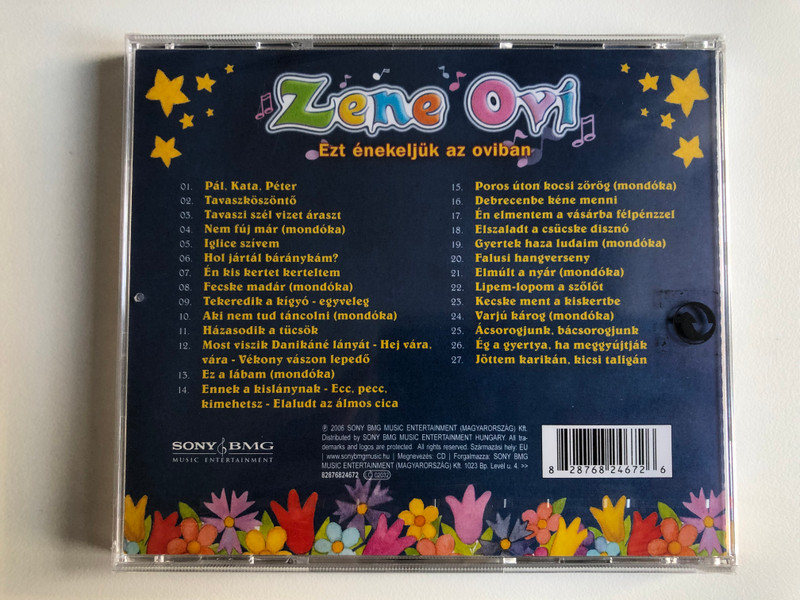 Zene Ovi
Ezt énekeljük az oviban
01. Pál, Kata, Péter
02. Tavaszköszöntő
03. Tavaszi szél vizet áraszt
04. Nem fúj már (mondóka)
05. Iglice szívem
06. Hol jártál báránykám?
07. Én kis kertet kerteltem
08. Fecske madár (mondóka)
09. Tekeredik a kígyó - egyveleg
10. Aki nem tud táncolni (mondóka)
11. Házasodik a tücsök
12. Most viszik Danikáné lányát - Hej vára,
vára - Vékony vászon lepedő
13. Ez a lábam (mondóka)
14. Ennek a kislánynak - Ecc, pecc,
kimehetsz - Elaludt az álmos cica
15. Poros úton kocsi zörög (mondóka)
16. Debrecenbe kéne menni
17. Én elmentem a vásárba félpénzzel
18. Elszaladt a csücske disznó
19. Gyertek haza ludaim (mondóka)
20. Falusi hangverseny
21. Elmúlt a nyár (mondóka)
22. Lipem-lopom a szőlőt
23. Kecske ment a kiskertbe
24. Varjú károg (mondóka)
25. Ácsorogjunk, bácsorogjunk
26. Ég a gyertya, ha meggyújtják
27. Jöttem karikán, kicsi taligán
SONY BMG
MUSIC ENTERTAINMENT
℗ 2006 SONY BMG MUSIC ENTERTAINMENT (MAGYARORSZÁG) Kft.
Distributed by SONY BMG MUSIC ENTERTAINMENT HUNGARY. All tra-
demarks and logos are protected. All rights reserved. Származási hely: EU
| www.sonybmgmusic.hu | Megnevezés: CD | Forgalmazza: SONY BMG
MUSIC ENTERTAINMENT (MAGYARORSZÁG) Kft. 1023 Bp. Levél u. 4. >>
82876824672 LC 02052
8 28768 24672 6